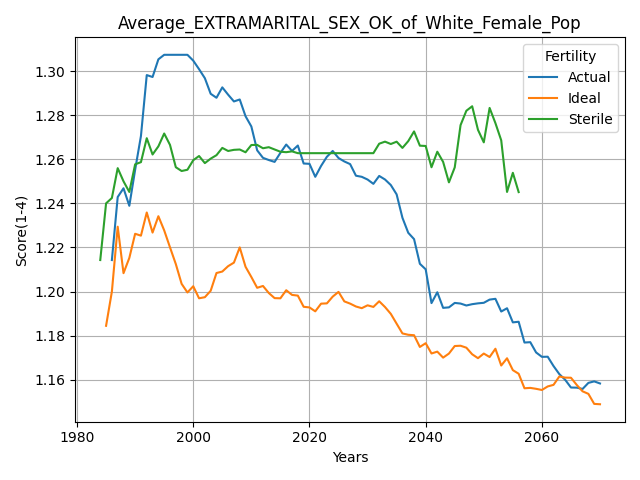 Average_EXTRAMARITAL_SEX_OK_of_White_Female_Pop
Fertility
Actual
Ideal
Sterile
Score(1-4)
1.30
1.28
1.26
1.24
1.22
1.20
1.18
1.16
1980
2000
2020
2040
2060
Years